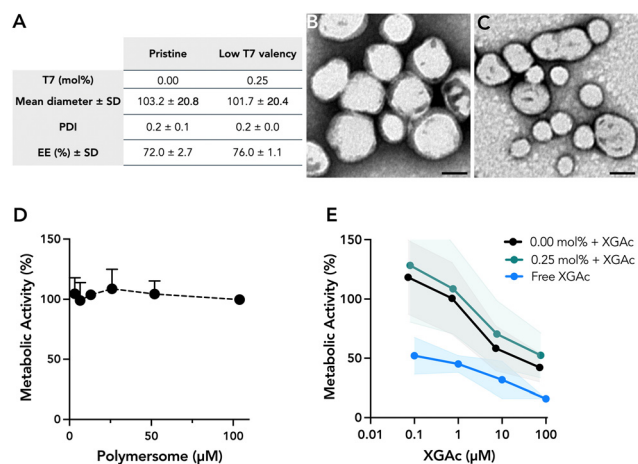 A
Pristine Low T7 valency
T7 (mol%) 0.00 0.25
Mean diameter ± SD 103.2 ± 20.8 101.7 ± 20.4
PDI 0.2 ± 0.1 0.2 ± 0.0
EE (%) ± SD 72.0 ± 2.7 76.0 ± 1.1
B
C
D
150
100
50
0
0 50 100
Metabolic Activity (%)
Polymersome (µM)
E
0.00 mol% + XGAc
0.25 mol% + XGAc
Free XGAc
150
100
50
0
0.01 0.1 1 10 100
Metabolic Activity (%)
XGAc (µM)